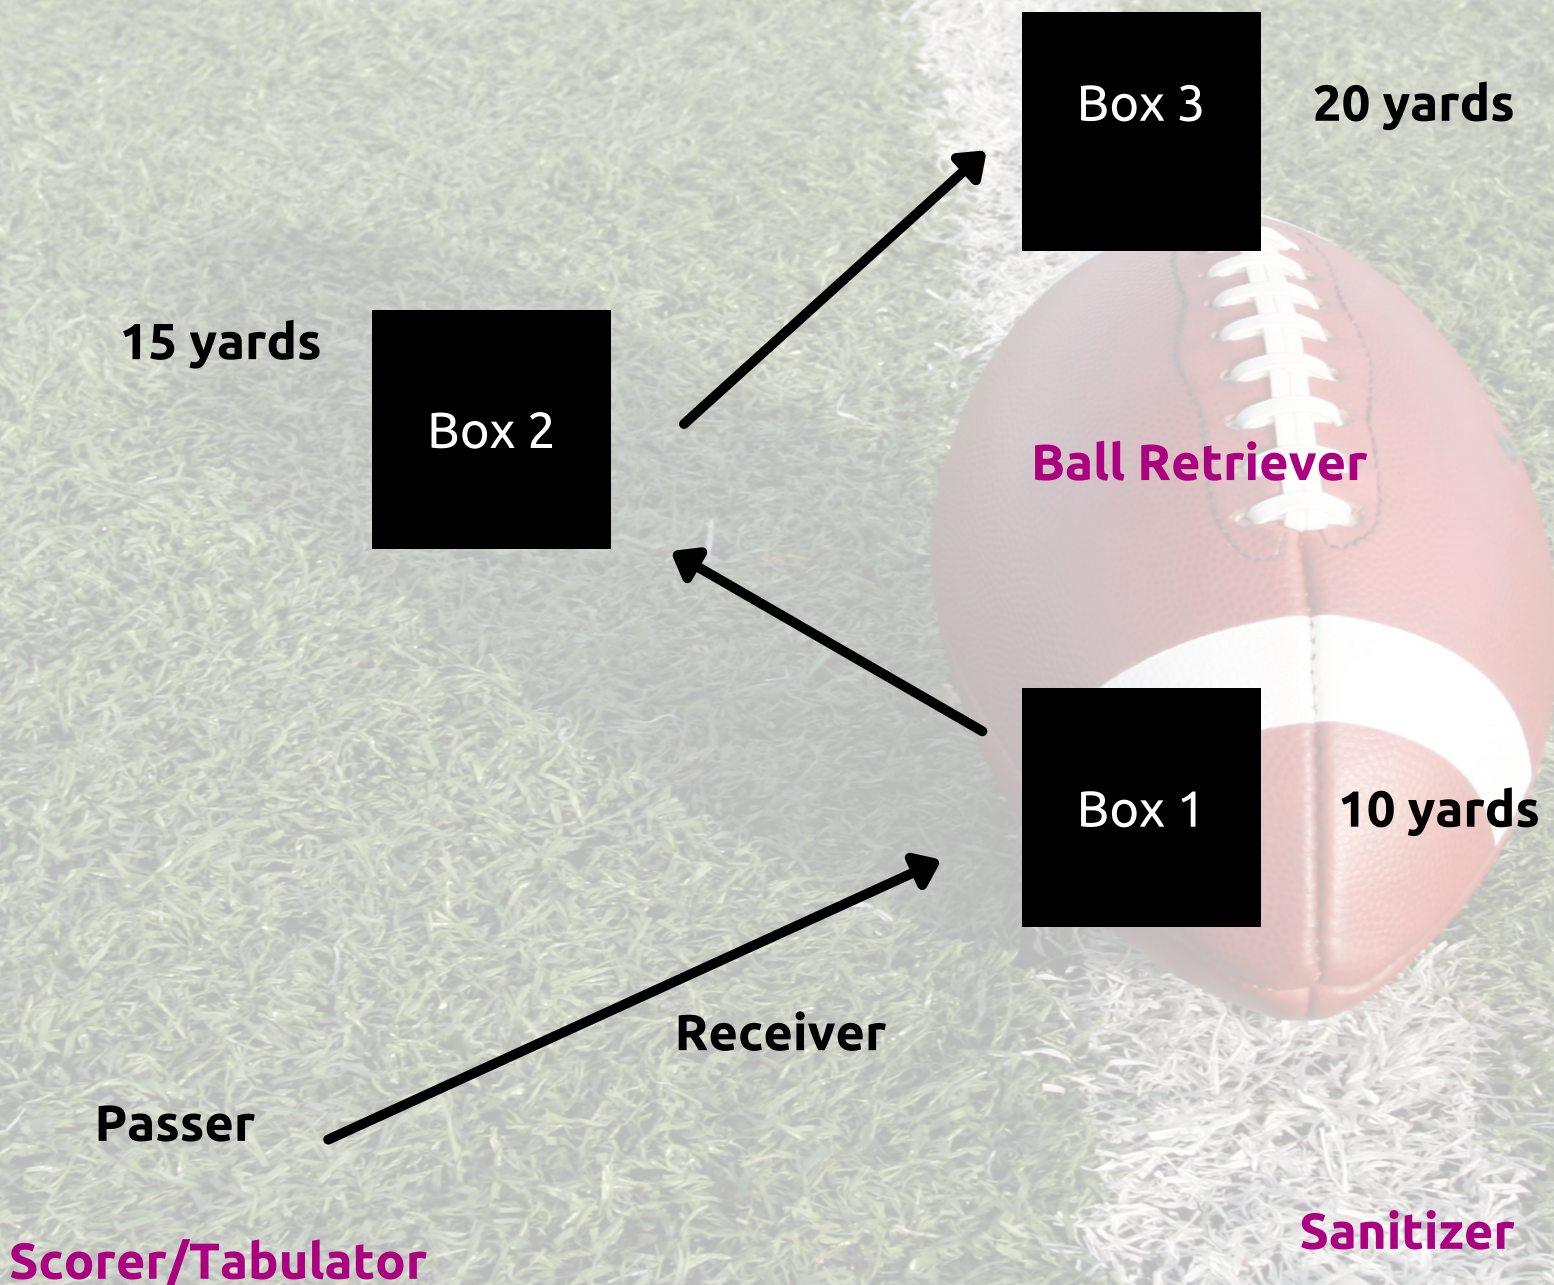 Box 3
20 yards
15 yards
Box 2
Ball Retriever
Box 1
10 yards
Receiver
Passer
Sanitizer
Scorer/Tabulator